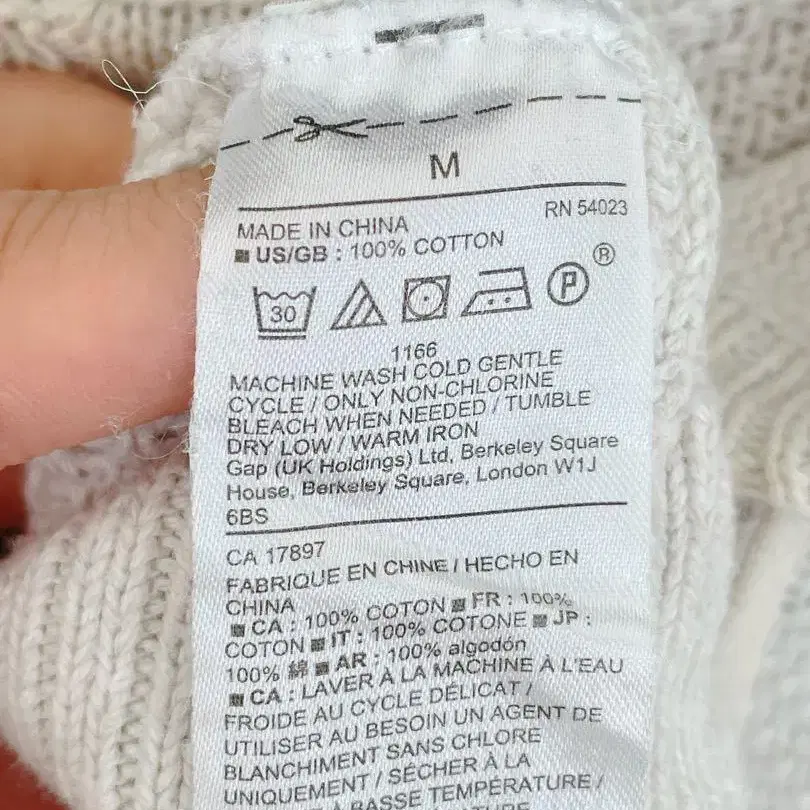 M
RN 54023
MADE IN CHINA
US/GB : 100% COTTON
30 P ®
1166
MACHINE WASH COLD GENTLE
CYCLE / ONLY NON-CHLORINE
BLEACH WHEN NEEDED / TUMBLE
DRY LOW / WARM IRON
Gap (UK Holdings) Ltd, Berkeley Square
House, Berkeley Square, London W1J
6BS
CA 17897
FABRIQUE EN CHINE / HECHO EN
CHINA
CA : 100% COTON FR : 100%
COTON IT : 100% COTONE JP :
100% 綿 AR : 100% algodón
CA : LAVER À LA MACHINE À L'EAU
FROIDE AU CYCLE DÉLICAT /
UTILISER AU BESOIN UN AGENT DE
BLANCHIMENT SANS CHLORE
UNIQUEMENT / SÉCHER À LA
À BASSE TEMPÉRATURE /